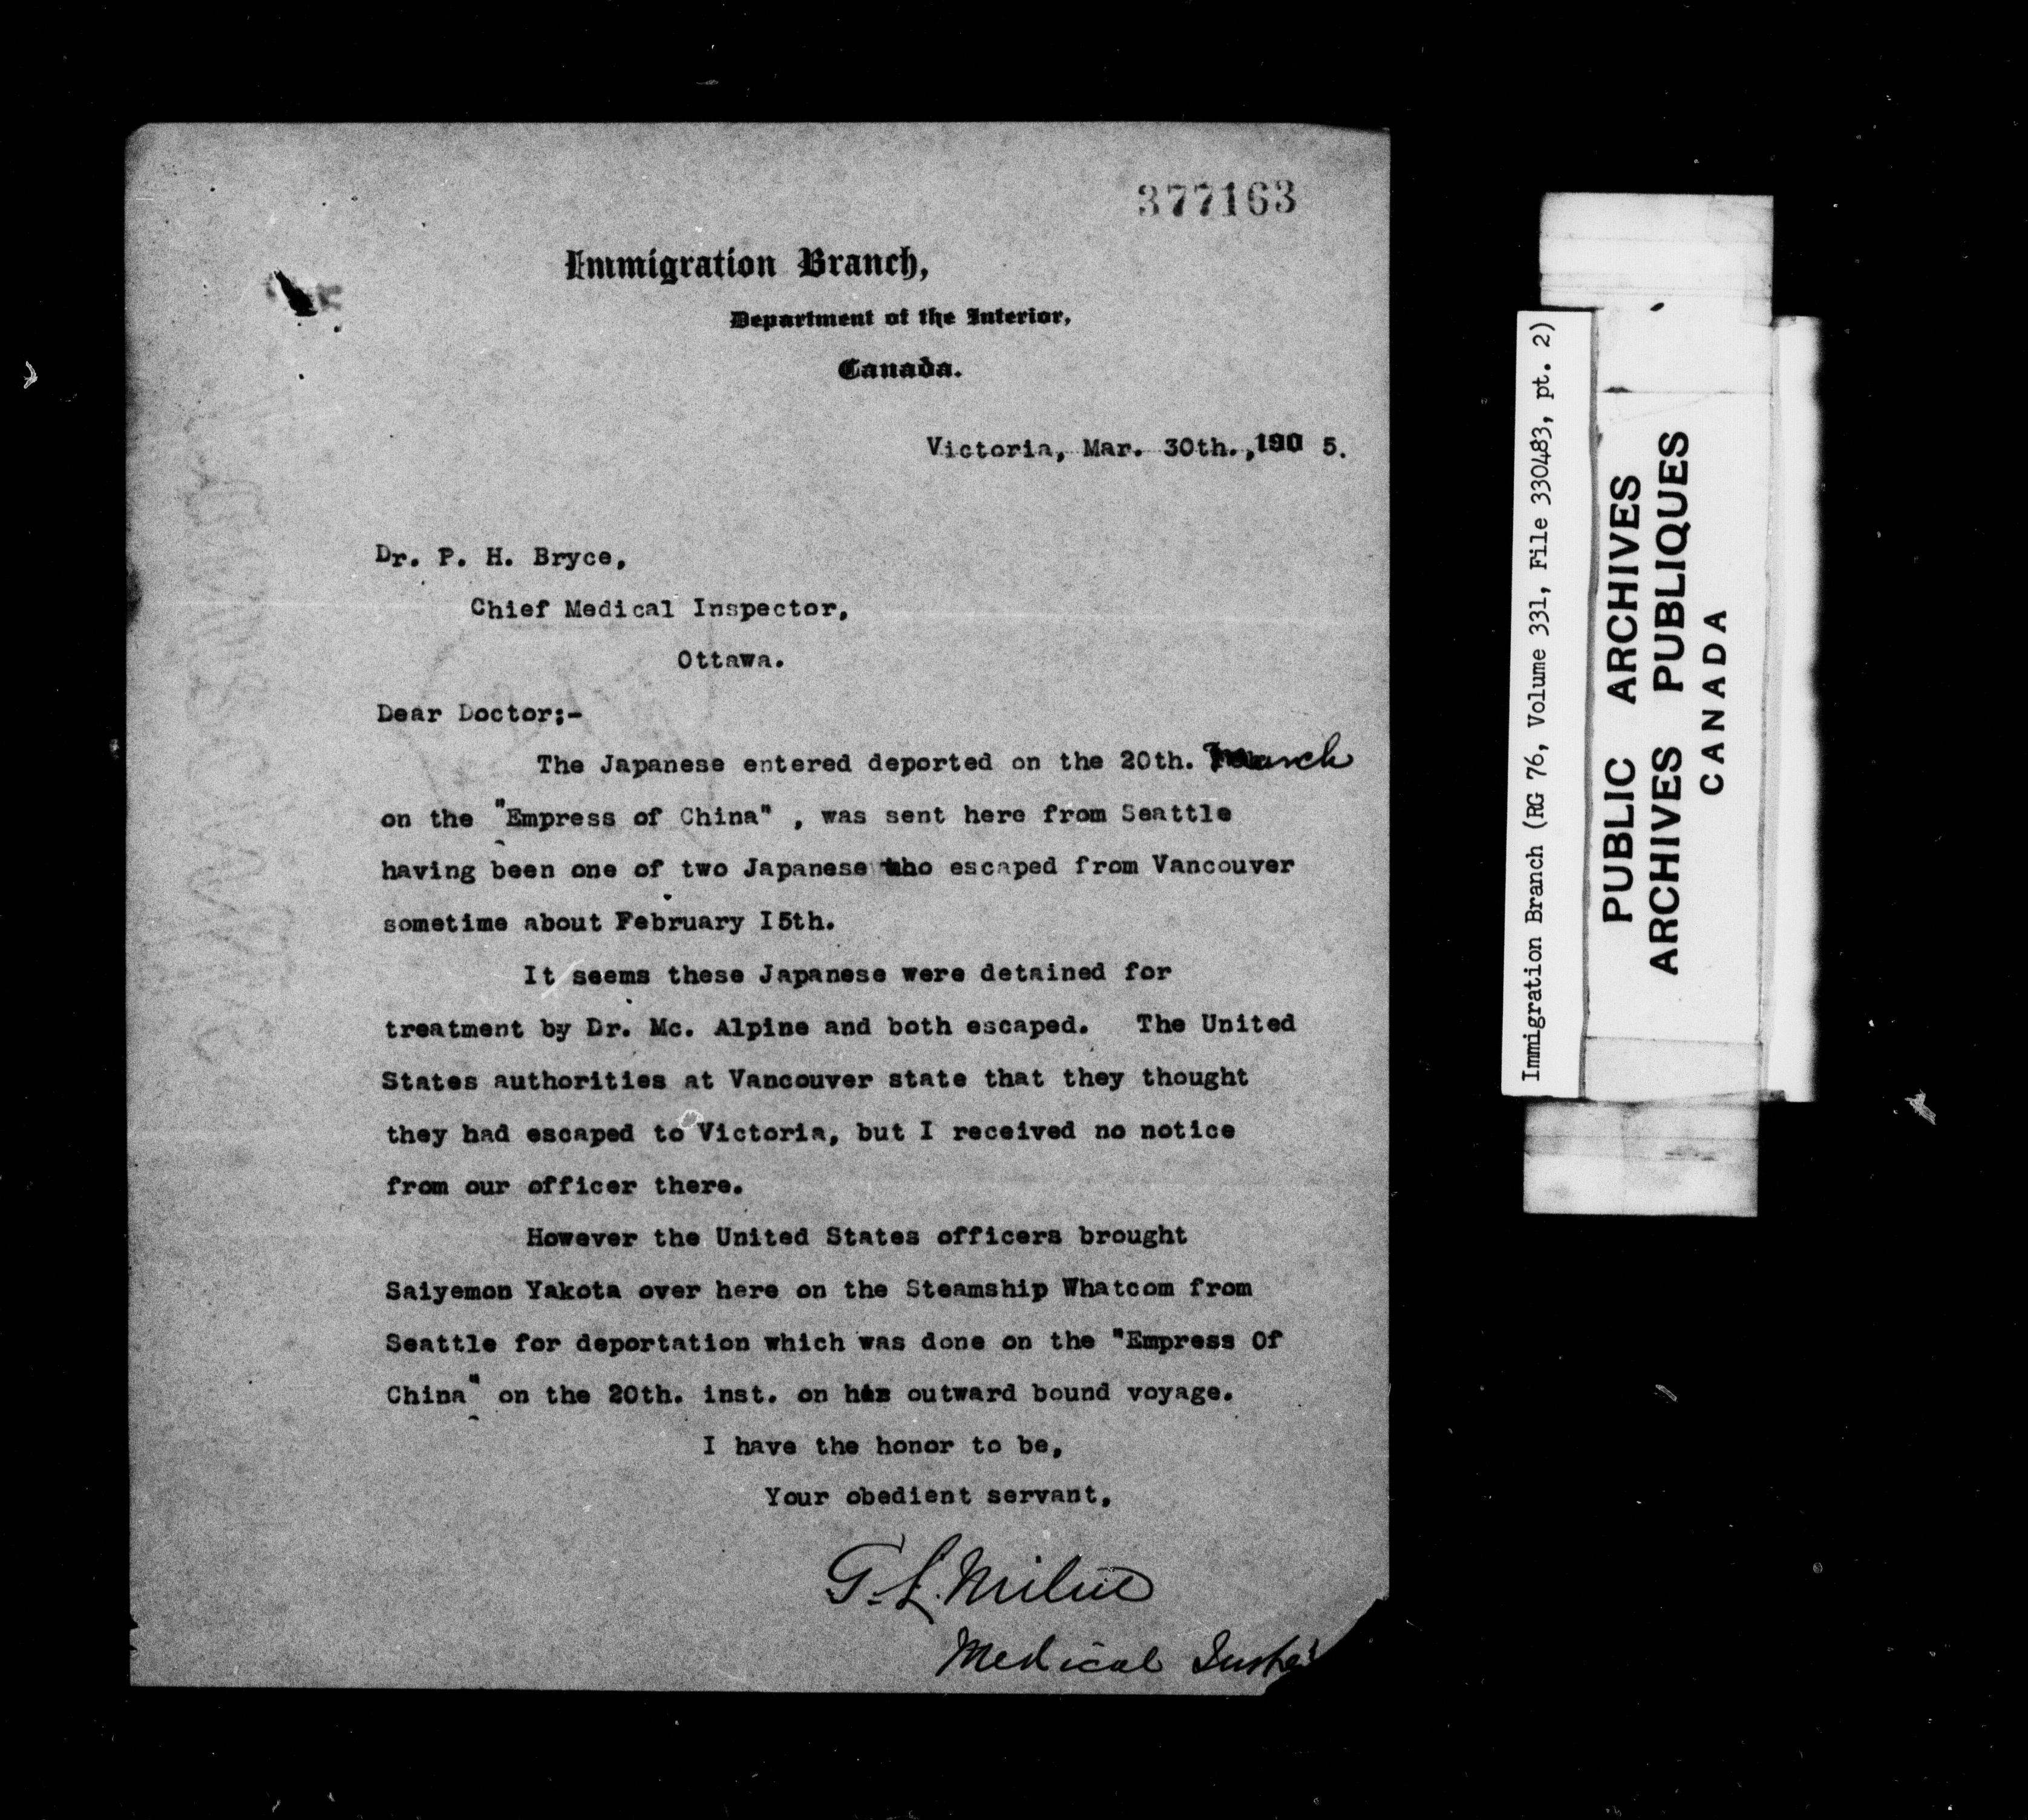 377163
Immigration Branch,
Department of the Interior,
Canada.
Victoria, Mar. 30th.,190 5.
Dr. P. H. Bryce,
Chief Medical Inspector,
Ottawa.
Dear Doctor;-
The Japanese entered deported on the 20th. March
on the "Empress of China" , was sent here from Seattle
having been one of two Japanese who escaped from Vancouver
sometime about February I5th.
It seems these Japanese were detained for
treatment by Dr. Mc. Alpine and both escaped. The United
States authorities at Vancouver state that they thought
they had escaped to Victoria, but I received no notice
from our officer there.
However the United States officers brought
Saiyemon Yakota over here on the Steamship Whatcom from
Seattle for deportation which was done on the "Empress Of
China" on the 20th. inst. on his outward bound voyage.
I have the honor to be,
Your obedient servant,
G. L. Milne
Medical
Immigration Branch (RG 76, Volume 331, File 330483, pt. 2)
PUBLIC ARCHIVES
ARCHIVES PUBLIQUES
CANADA